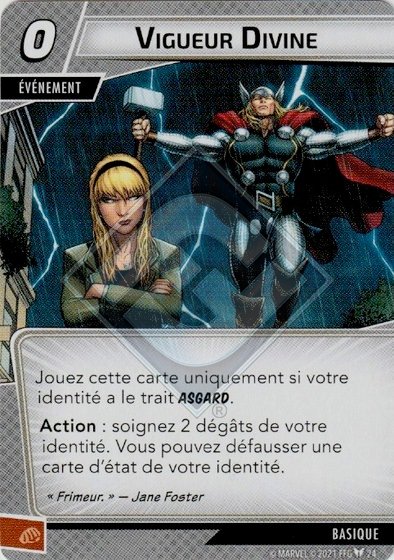 0
VIGUEUR DIVINE
ÉVÉNEMENT
Jouez cette carte uniquement si votre
identité a le trait ASGARD.
Action : soignez 2 dégâts de votre
identité. Vous pouvez défausser une
carte d'état de votre identité.
« Frimeur. » — Jane Foster
© MARVEL © 2021 FFG 24
BASIQUE